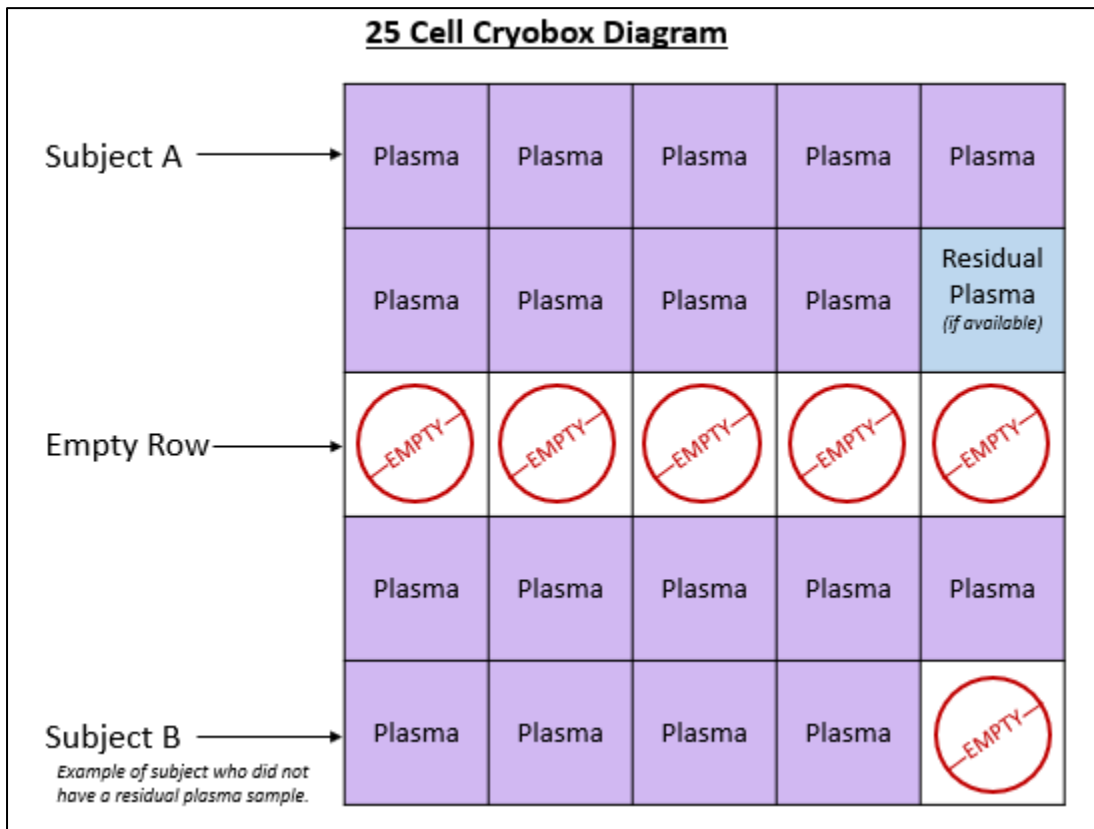 25 Cell Cryobox Diagram
Subject A
Plasma Plasma Plasma Plasma Plasma
Plasma Plasma Plasma Plasma
Residual
Plasma
(if available)
Empty Row
EMPTY EMPTY EMPTY EMPTY EMPTY
Plasma Plasma Plasma Plasma Plasma
Subject B
Example of subject who did not
have a residual plasma sample.
Plasma Plasma Plasma Plasma
EMPTY